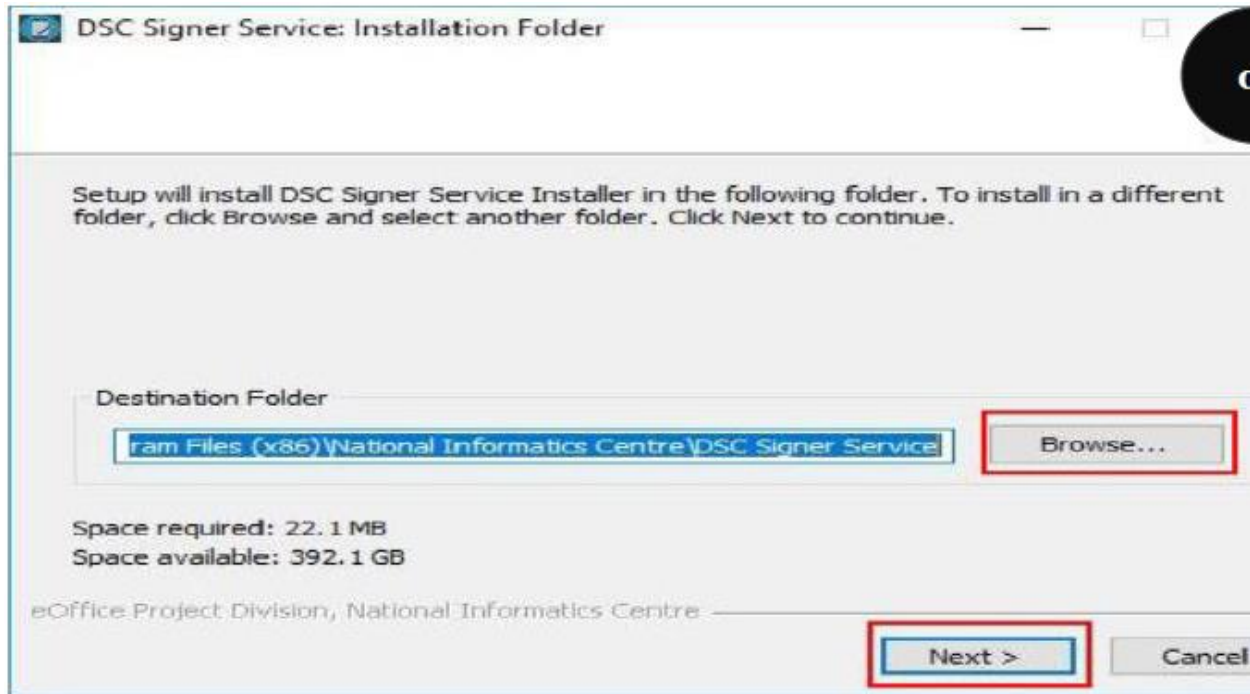 DSC Signer Service: Installation Folder
Setup will install DSC Signer Service Installer in the following folder. To install in a different
folder, click Browse and select another folder. Click Next to continue.
Destination Folder
ram Files (x86)\National Informatics Centre\DSC Signer Service
Browse...
Space required: 22.1 MB
Space available: 392.1 GB
eOffice Project Division, National Informatics Centre
Next >
Cancel